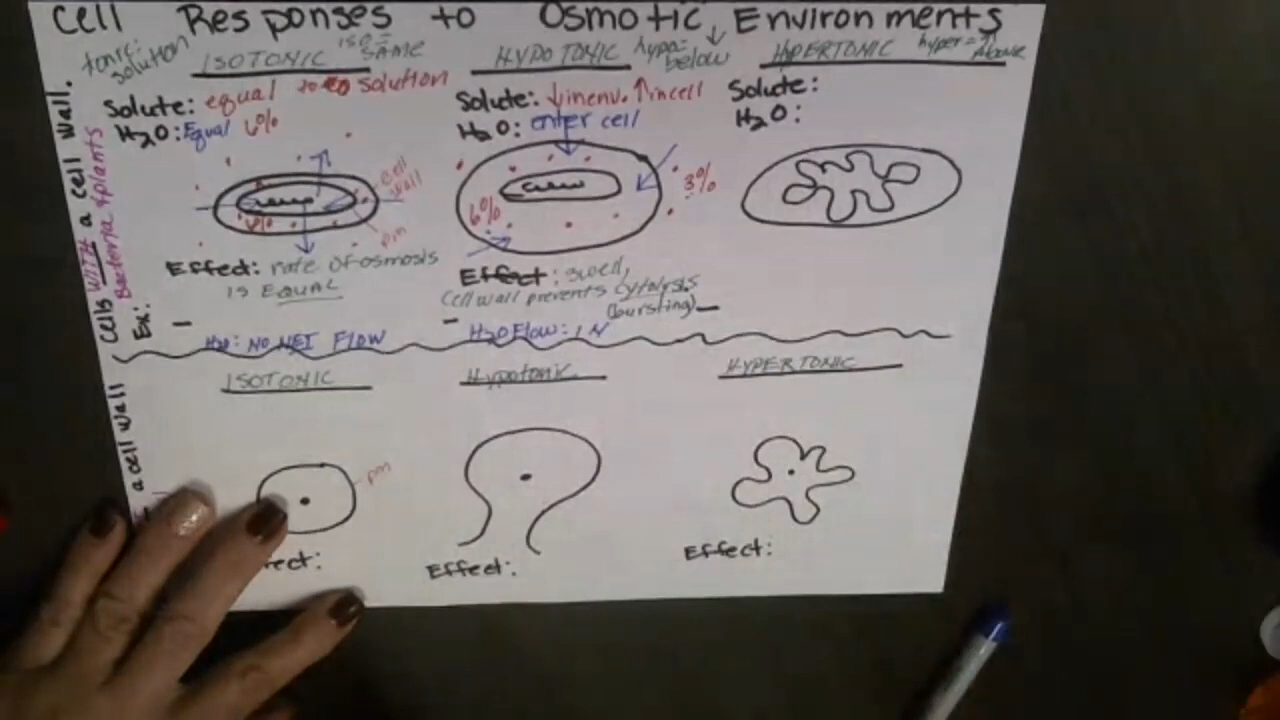 Cell Responses to Osmotic Environments
tonic: solution
ISOTONIC iso = SAME
Solute: equal to solution
H2O: Equal 6%
cell wall
6%
pm
Effect: rate of osmosis
is EQUAL
H2O: NO NET FLOW
HYPOTONIC hypo = below ↓
Solute: ↓ in env. ↑ in cell
H2O: enter cell
3%
6%
Effect: swell,
Cell wall prevents cytolysis
(bursting)
H2O Flow: IN
HYPERTONIC hyper = ↑ above
Solute:
H2O:
Cells WITH a cell wall.
Bacteria & plants
Ex:
a cell wall
ISOTONIC
pm
fect:
Hypotonic
Effect:
HYPERTONIC
Effect: